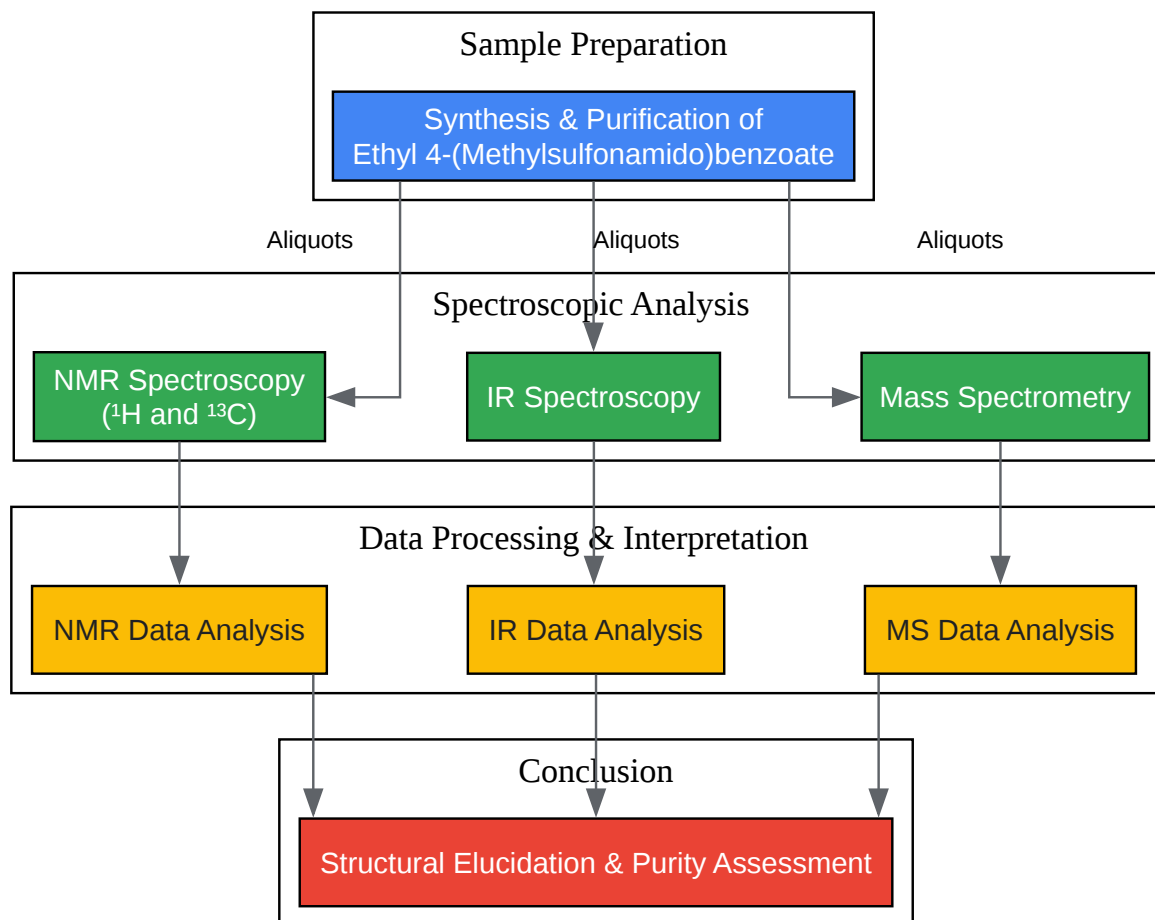 Sample Preparation
Synthesis & Purification of
Ethyl 4-(Methylsulfonamido)benzoate
Aliquots
Aliquots
Aliquots
Spectroscopic Analysis
NMR Spectroscopy
(¹H and ¹³C)
IR Spectroscopy
Mass Spectrometry
Data Processing & Interpretation
NMR Data Analysis
IR Data Analysis
MS Data Analysis
Conclusion
Structural Elucidation & Purity Assessment